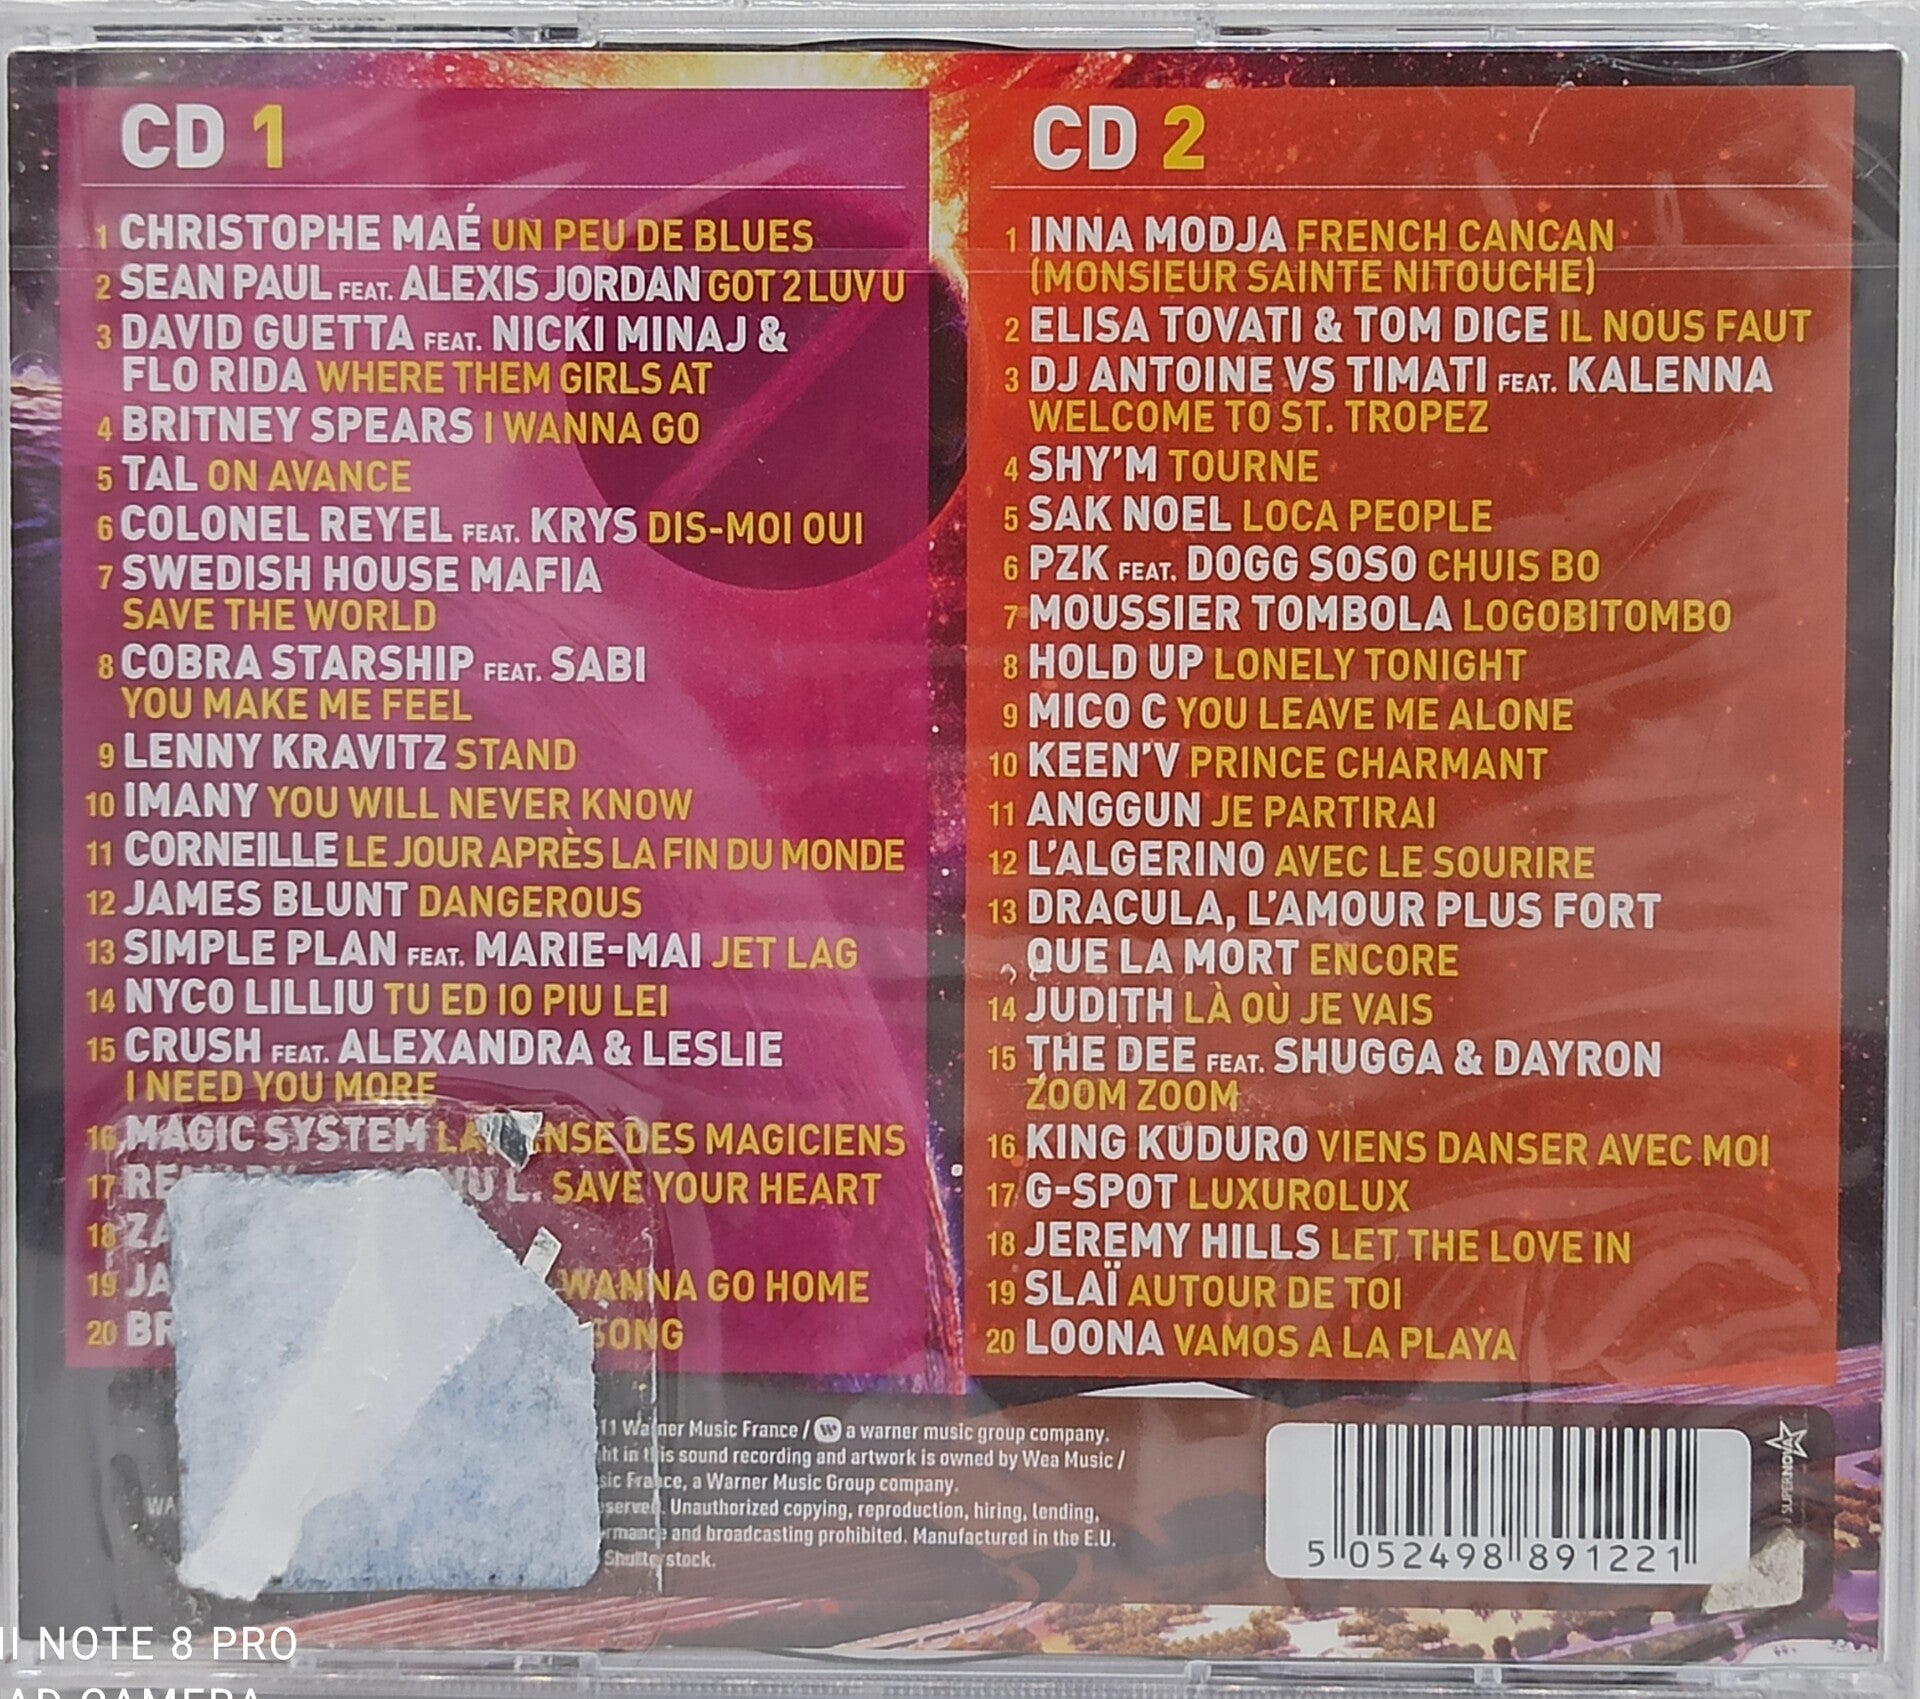 CD 1
1 CHRISTOPHE MAÉ UN PEU DE BLUES
2 SEAN PAUL FEAT. ALEXIS JORDAN GOT 2 LUV U
3 DAVID GUETTA FEAT. NICKI MINAJ &
FLO RIDA WHERE THEM GIRLS AT
4 BRITNEY SPEARS I WANNA GO
5 TAL ON AVANCE
6 COLONEL REYEL FEAT. KRYS DIS-MOI OUI
7 SWEDISH HOUSE MAFIA
SAVE THE WORLD
8 COBRA STARSHIP FEAT. SABI
YOU MAKE ME FEEL
9 LENNY KRAVITZ STAND
10 IMANY YOU WILL NEVER KNOW
11 CORNEILLE LE JOUR APRÈS LA FIN DU MONDE
12 JAMES BLUNT DANGEROUS
13 SIMPLE PLAN FEAT. MARIE-MAI JET LAG
14 NYCO LILLIU TU ED IO PIU LEI
15 CRUSH FEAT. ALEXANDRA & LESLIE
I NEED YOU MORE
16 MAGIC SYSTEM DES MAGICIENS
17 L. SAVE YOUR HEART
18
19 WANNA GO HOME
20 SONG
CD 2
1 INNA MODJA FRENCH CANCAN
(MONSIEUR SAINTE NITOUCHE)
2 ELISA TOVATI & TOM DICE IL NOUS FAUT
3 DJ ANTOINE VS TIMATI FEAT. KALENNA
WELCOME TO ST. TROPEZ
4 SHY'M TOURNE
5 SAK NOEL LOCA PEOPLE
6 PZK FEAT. DOGG SOSO CHUIS BO
7 MOUSSIER TOMBOLA LOGOBITOMBO
8 HOLD UP LONELY TONIGHT
9 MICO C YOU LEAVE ME ALONE
10 KEEN'V PRINCE CHARMANT
11 ANGGUN JE PARTIRAI
12 L'ALGERINO AVEC LE SOURIRE
13 DRACULA, L'AMOUR PLUS FORT
QUE LA MORT ENCORE
14 JUDITH LÀ OÙ JE VAIS
15 THE DEE FEAT. SHUGGA & DAYRON
ZOOM ZOOM
16 KING KUDURO VIENS DANSER AVEC MOI
17 G-SPOT LUXUROLUX
18 JEREMY HILLS LET THE LOVE IN
19 SLAÏ AUTOUR DE TOI
20 LOONA VAMOS A LA PLAYA
Warner Music France / a warner music group company.
in this sound recording and artwork is owned by Wea Music /
France, a Warner Music Group company.
Unauthorized copying, reproduction, hiring, lending,
and broadcasting prohibited. Manufactured in the E.U.
Shutterstock.
5 052498 891221
SUPERNOVA
NOTE 8 PRO